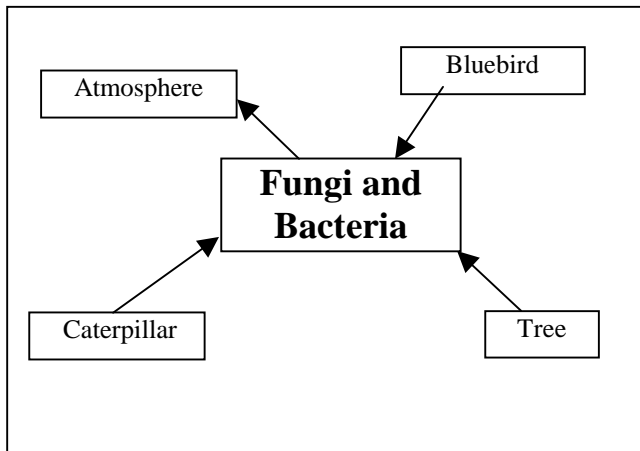 Bluebird
Atmosphere
Fungi and
Bacteria
Caterpillar
Tree